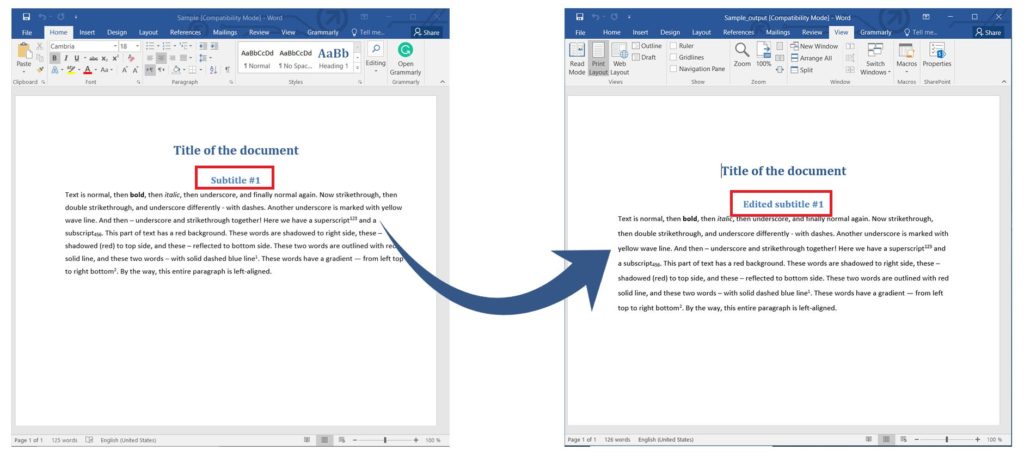 Sample [Compatibility Mode] - Word
File Home Insert Design Layout References Mailings Review View Grammarly Tell me... Share
Paste
Cambria 18
B I U abc x₂ x²
AaBbCcDd AaBbCcDd AaBb
1 Normal 1 No Spac... Heading 1
Editing
Open
Grammarly
Clipboard Font Paragraph Styles Grammarly
Title of the document
Subtitle #1
Text is normal, then bold, then italic, then underscore, and finally normal again. Now strikethrough, then
double strikethrough, and underscore differently - with dashes. Another underscore is marked with yellow
wave line. And then – underscore and strikethrough together! Here we have a superscript¹²³ and a
subscript₄₅₆. This part of text has a red background. These words are shadowed to right side, these –
shadowed (red) to top side, and these – reflected to bottom side. These two words are outlined with red
solid line, and these two words – with solid dashed blue line¹. These words have a gradient — from left top
to right bottom². By the way, this entire paragraph is left-aligned.
Page 1 of 1 125 words English (United States) 100 %
Sample_output [Compatibility Mode] - Word
File Home Insert Design Layout References Mailings Review View Grammarly Tell me... Share
Read
Mode
Print
Layout
Web
Layout
Outline
Draft
Ruler
Gridlines
Navigation Pane
Zoom 100%
New Window
Arrange All
Split
Switch
Windows
Macros
Properties
Views Show Zoom Window Macros SharePoint
Title of the document
Edited subtitle #1
Text is normal, then bold, then italic, then underscore, and finally normal again. Now strikethrough,
then double strikethrough, and underscore differently - with dashes. Another underscore is marked with
yellow wave line. And then – underscore and strikethrough together! Here we have a superscript¹²³ and
a subscript₄₅₆. This part of text has a red background. These words are shadowed to right side, these –
shadowed (red) to top side, and these – reflected to bottom side. These two words are outlined with red
solid line, and these two words – with solid dashed blue line¹. These words have a gradient — from left
top to right bottom². By the way, this entire paragraph is left-aligned.
Page 1 of 1 126 words English (United States) 100 %